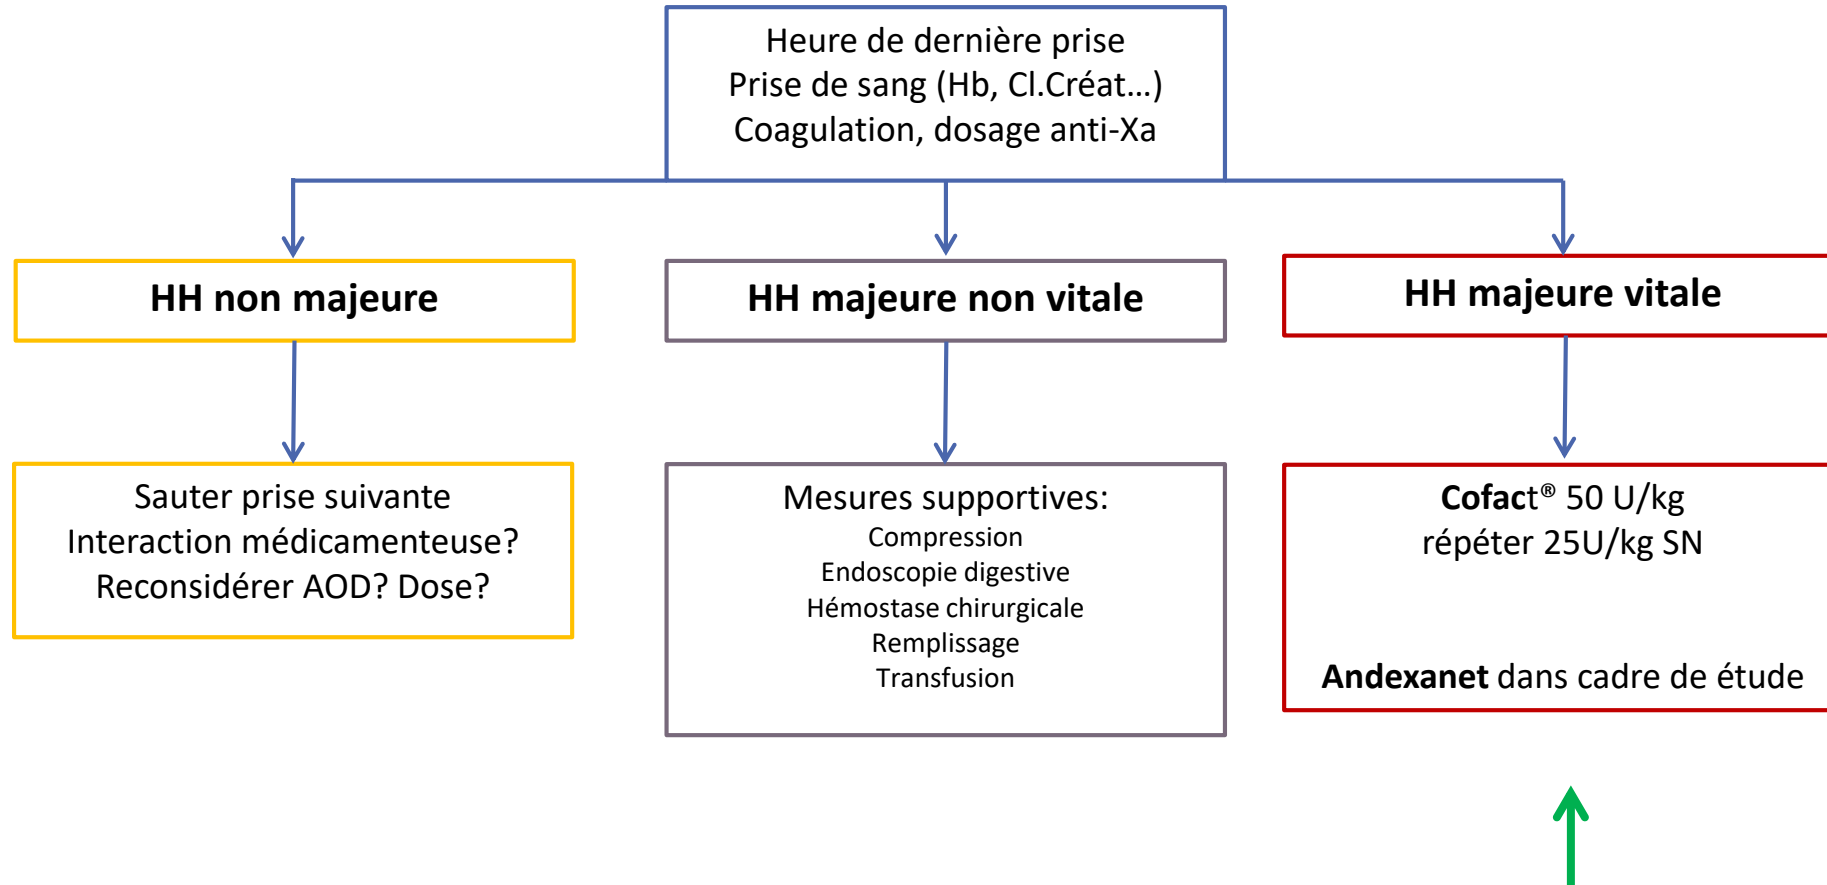 Heure de dernière prise
Prise de sang (Hb, Cl.Créat…)
Coagulation, dosage anti-Xa
HH non majeure
HH majeure non vitale
HH majeure vitale
Sauter prise suivante
Interaction médicamenteuse?
Reconsidérer AOD? Dose?
Mesures supportives:
Compression
Endoscopie digestive
Hémostase chirurgicale
Remplissage
Transfusion
Cofact® 50 U/kg
répéter 25U/kg SN
Andexanet dans cadre de étude